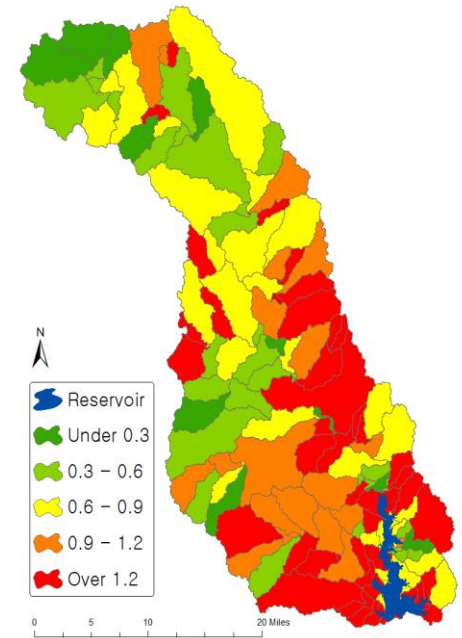 N
Reservoir
Under 0.3
0.3 - 0.6
0.6 - 0.9
0.9 - 1.2
Over 1.2
0 5 10 20 Miles